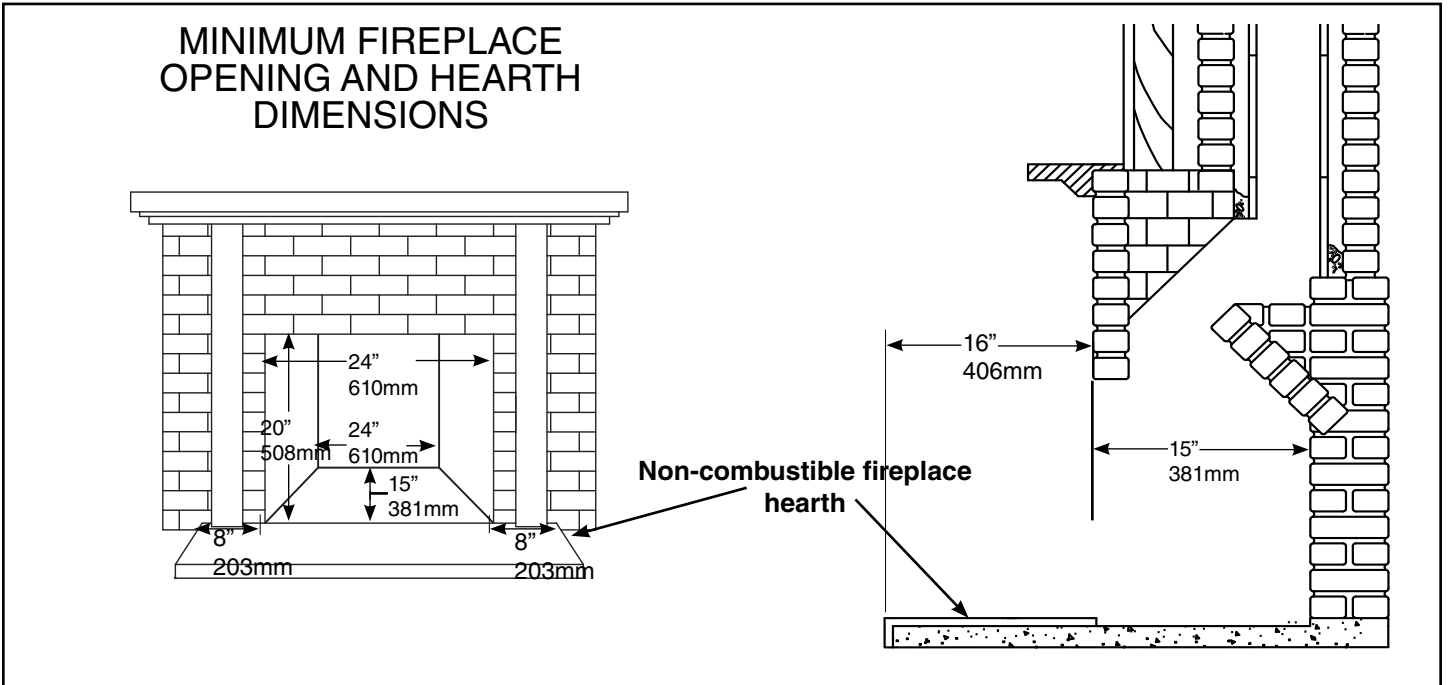 MINIMUM FIREPLACE
OPENING AND HEARTH
DIMENSIONS
24”
610mm
20”
508mm
24”
610mm
15”
381mm
8”
203mm
8”
203mm
Non-combustible fireplace
hearth
16”
406mm
15”
381mm